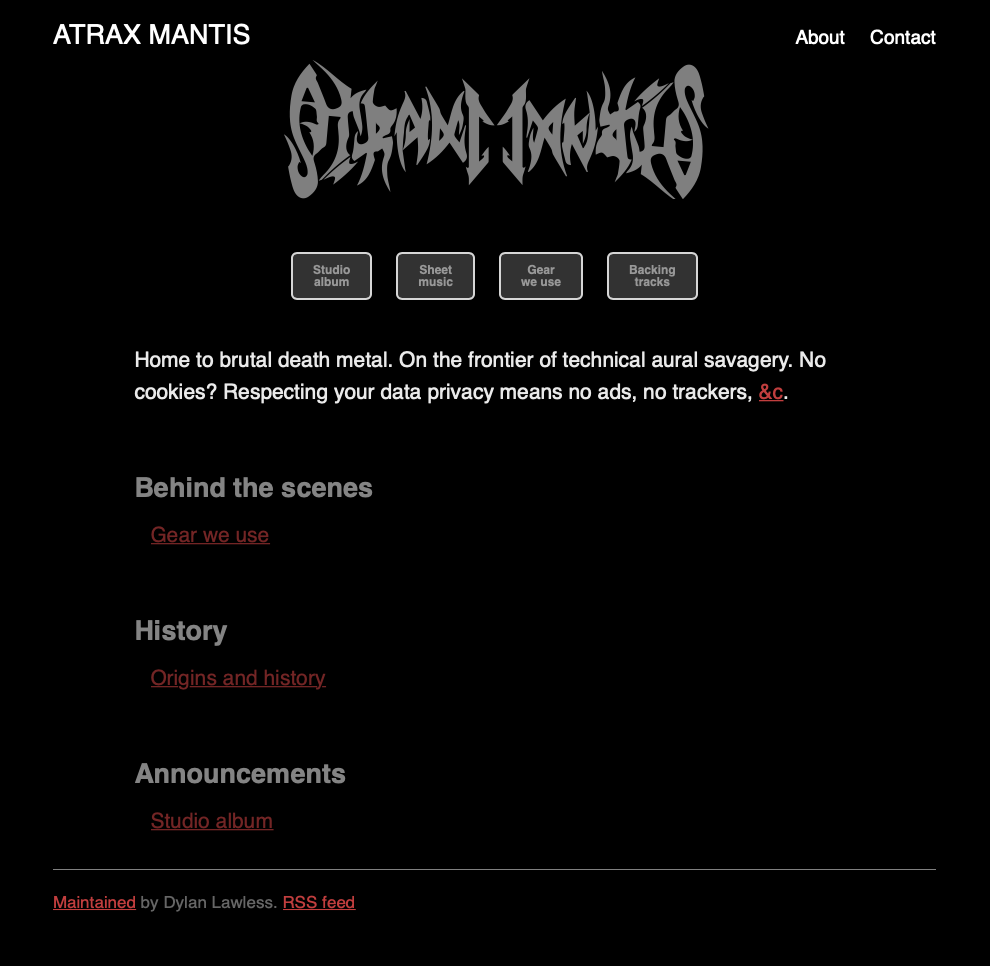 ATRAX MANTIS
About Contact
ATRAX MANTIS
Studio
album
Sheet
music
Gear
we use
Backing
tracks
Home to brutal death metal. On the frontier of technical aural savagery. No
cookies? Respecting your data privacy means no ads, no trackers, &c.
Behind the scenes
Gear we use
History
Origins and history
Announcements
Studio album
Maintained by Dylan Lawless. RSS feed